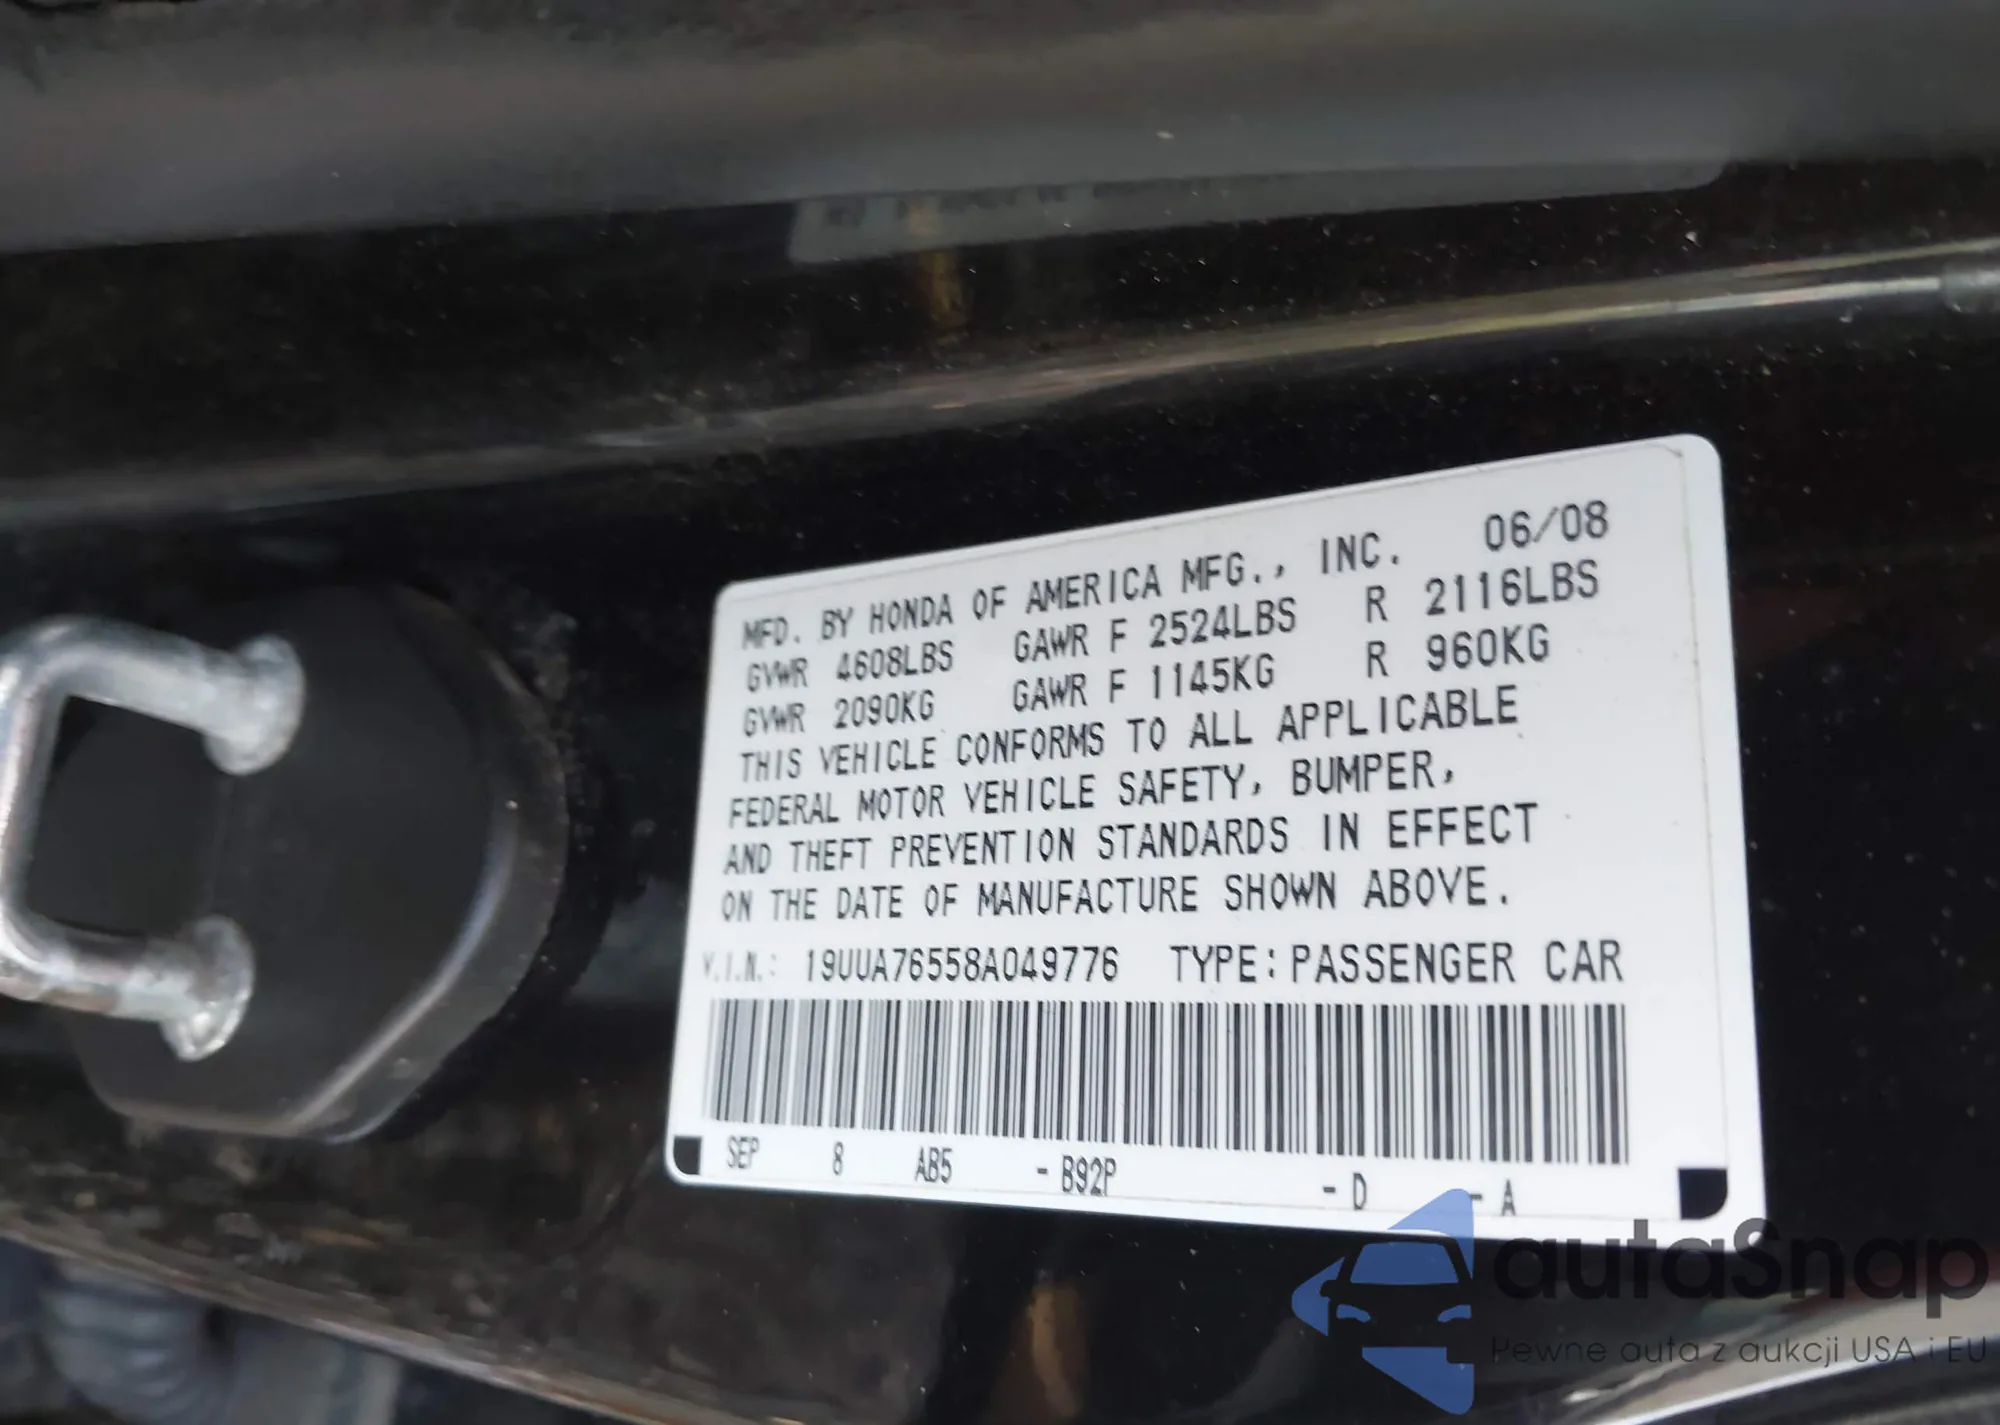 MFD. BY HONDA OF AMERICA MFG., INC. 06/08
GVWR 4608LBS GAWR F 2524LBS R 2116LBS
GVWR 2090KG GAWR F 1145KG R 960KG
THIS VEHICLE CONFORMS TO ALL APPLICABLE
FEDERAL MOTOR VEHICLE SAFETY, BUMPER,
AND THEFT PREVENTION STANDARDS IN EFFECT
ON THE DATE OF MANUFACTURE SHOWN ABOVE.
V.I.N.: 19UUA76558A049776 TYPE:PASSENGER CAR
SEP 8 AB5 - B92P - D - A
autaSnap
Pewne auta z aukcji USA i EU